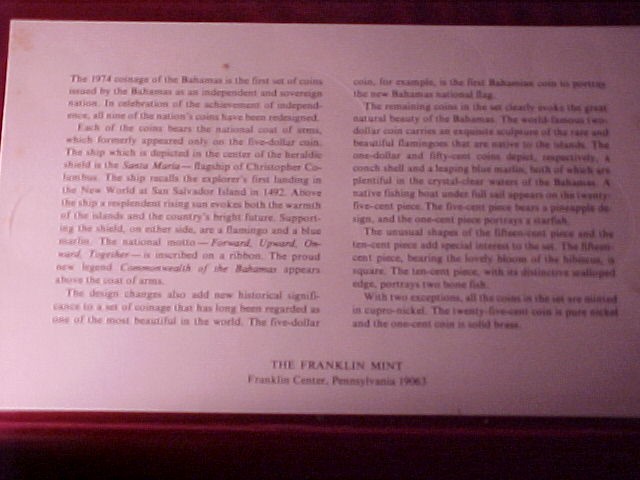 The 1974 coinage of the Bahamas is the first set of coins
issued by the Bahamas as an independent and sovereign
nation. In celebration of the achievement of independ-
ence, all nine of the nation's coins have been redesigned.
Each of the coins bears the national coat of arms,
which formerly appeared only on the five-dollar coin.
The ship which is depicted in the center of the heraldic
shield is the Santa Maria — flagship of Christopher Co-
lumbus. The ship recalls the explorer's first landing in
the New World at San Salvador Island in 1492. Above
the ship a resplendent rising sun evokes both the warmth
of the islands and the country's bright future. Support-
ing the shield, on either side, are a flamingo and a blue
marlin. The national motto — Forward, Upward, On-
ward, Together — is inscribed on a ribbon. The proud
new legend Commonwealth of the Bahamas appears
above the coat of arms.
The design changes also add new historical signifi-
cance to a set of coinage that has long been regarded as
one of the most beautiful in the world. The five-dollar
coin, for example, is the first Bahamian coin to portray
the new Bahamas national flag.
The remaining coins in the set clearly evoke the great
natural beauty of the Bahamas. The world-famous two-
dollar coin carries an exquisite sculpture of the rare and
beautiful flamingoes that are native to the islands. The
one-dollar and fifty-cent coins depict, respectively, a
conch shell and a leaping blue marlin, both of which are
plentiful in the crystal-clear waters of the Bahamas. A
native fishing boat under full sail appears on the twenty-
five-cent piece. The five-cent piece bears a pineapple de-
sign, and the one-cent piece portrays a starfish.
The unusual shapes of the fifteen-cent piece and the
ten-cent piece add special interest to the set. The fifteen-
cent piece, bearing the lovely bloom of the hibiscus, is
square. The ten-cent piece, with its distinctive scalloped
edge, portrays two bone fish.
With two exceptions, all the coins in the set are minted
in cupro-nickel. The twenty-five-cent coin is pure nickel
and the one-cent coin is solid brass.
THE FRANKLIN MINT
Franklin Center, Pennsylvania 19063